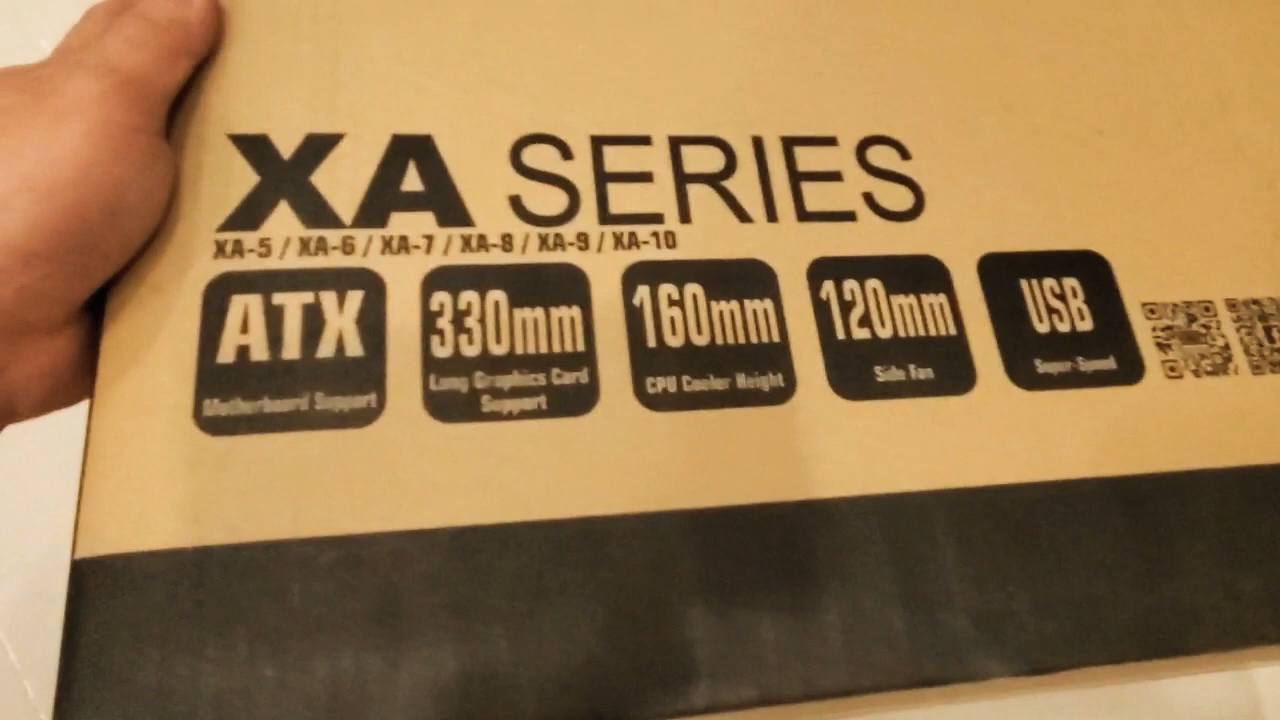 XA SERIES
XA-5 / XA-6 / XA-7 / XA-8 / XA-9 / XA-10
ATX
Motherboard Support
330mm
Long Graphics Card
Support
160mm
CPU Cooler Height
120mm
Side Fan
USB
Super-Speed